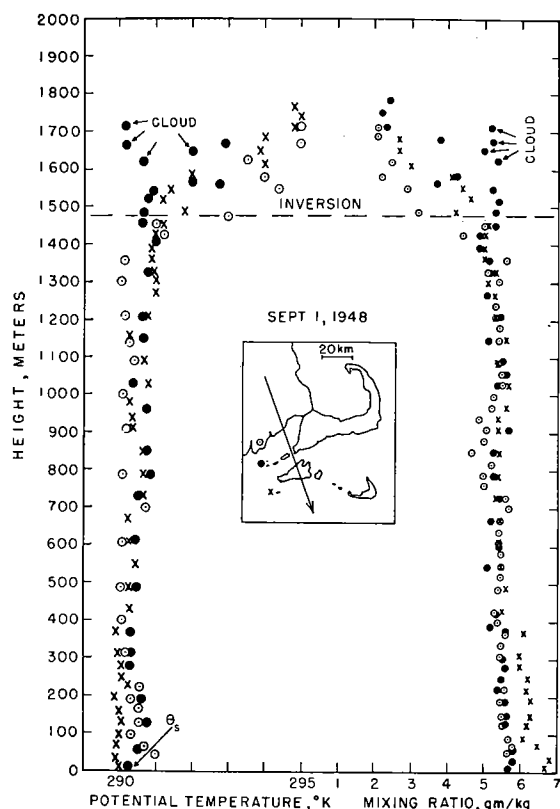 2000
1900
1800
1700
1600
1500
1400
1300
1200
1100
1000
900
800
700
600
500
400
300
200
100
0
HEIGHT, METERS
CLOUD
CLOUD
INVERSION
SEPT 1, 1948
20km
θs
290 295 1 2 3 4 5 6 7
POTENTIAL TEMPERATURE, °K MIXING RATIO, gm/kg